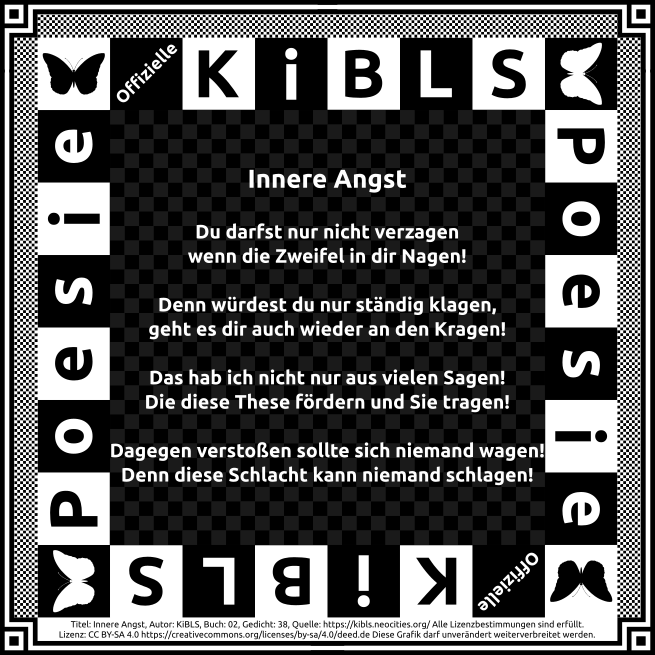 Offizielle
KiBLS
Poesie
Poesie
Innere Angst
Du darfst nur nicht verzagen
wenn die Zweifel in dir Nagen!
Denn würdest du nur ständig klagen,
geht es dir auch wieder an den Kragen!
Das hab ich nicht nur aus vielen Sagen!
Die diese These fördern und Sie tragen!
Dagegen verstoßen sollte sich niemand wagen!
Denn diese Schlacht kann niemand schlagen!
Offizielle
KiBLS
Titel: Innere Angst, Autor: KiBLS, Buch: 02, Gedicht: 38, Quelle: https://kibls.neocities.org/ Alle Lizenzbestimmungen sind erfüllt.
Lizenz: CC BY-SA 4.0 https://creativecommons.org/licenses/by-sa/4.0/deed.de Diese Grafik darf unverändert weiterverbreitet werden.